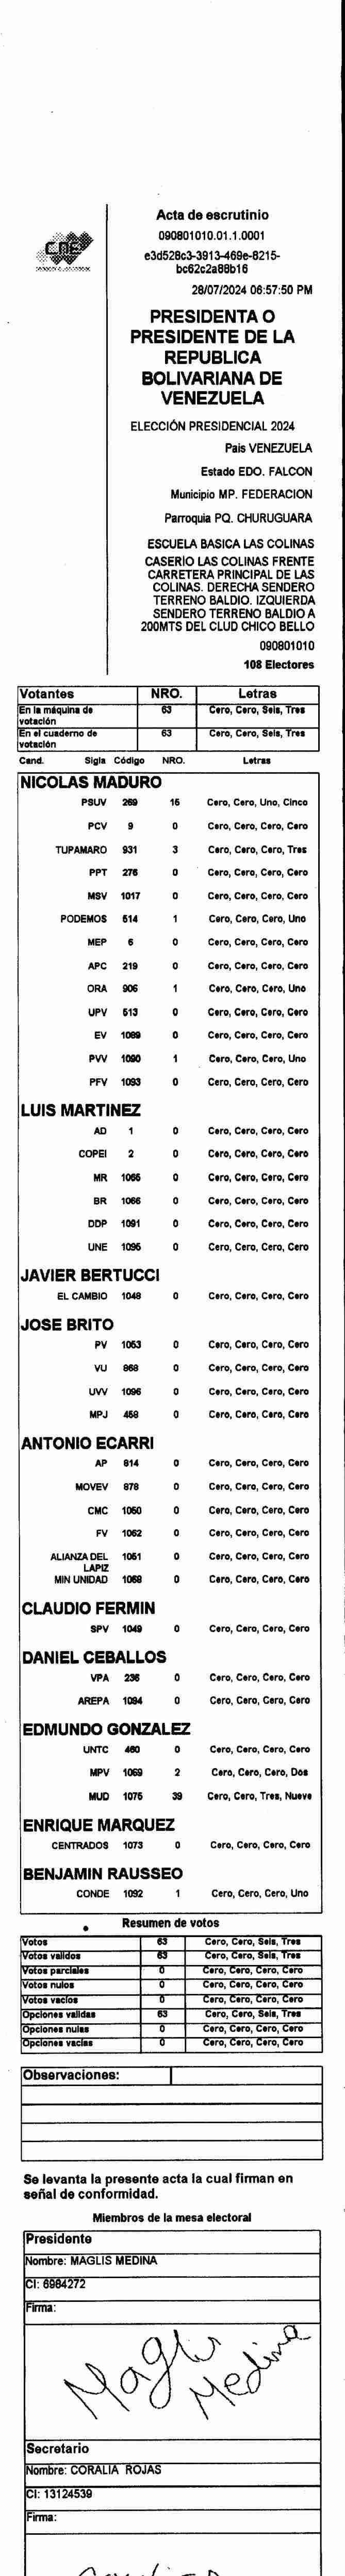 CNE
Acta de escrutinio
090801010.01.1.0001
e3d528c3-3913-469e-8215-
bc62c2a88b16
28/07/2024 06:57:50 PM
PRESIDENTA O
PRESIDENTE DE LA
REPUBLICA
BOLIVARIANA DE
VENEZUELA
ELECCIÓN PRESIDENCIAL 2024
Pais VENEZUELA
Estado EDO. FALCON
Municipio MP. FEDERACION
Parroquia PQ. CHURUGUARA
ESCUELA BASICA LAS COLINAS
CASERIO LAS COLINAS FRENTE
CARRETERA PRINCIPAL DE LAS
COLINAS. DERECHA SENDERO
TERRENO BALDIO. IZQUIERDA
SENDERO TERRENO BALDIO A
200MTS DEL CLUD CHICO BELLO
090801010
108 Electores
Votantes NRO. Letras
En la máquina de votación 63 Cero, Cero, Seis, Tres
En el cuaderno de votación 63 Cero, Cero, Seis, Tres
Cand. Sigla Código NRO. Letras
NICOLAS MADURO
PSUV 269 15 Cero, Cero, Uno, Cinco
PCV 9 0 Cero, Cero, Cero, Cero
TUPAMARO 931 3 Cero, Cero, Cero, Tres
PPT 276 0 Cero, Cero, Cero, Cero
MSV 1017 0 Cero, Cero, Cero, Cero
PODEMOS 514 1 Cero, Cero, Cero, Uno
MEP 6 0 Cero, Cero, Cero, Cero
APC 219 0 Cero, Cero, Cero, Cero
ORA 906 1 Cero, Cero, Cero, Uno
UPV 513 0 Cero, Cero, Cero, Cero
EV 1089 0 Cero, Cero, Cero, Cero
PVV 1090 1 Cero, Cero, Cero, Uno
PFV 1093 0 Cero, Cero, Cero, Cero
LUIS MARTINEZ
AD 1 0 Cero, Cero, Cero, Cero
COPEI 2 0 Cero, Cero, Cero, Cero
MR 1065 0 Cero, Cero, Cero, Cero
BR 1066 0 Cero, Cero, Cero, Cero
DDP 1091 0 Cero, Cero, Cero, Cero
UNE 1095 0 Cero, Cero, Cero, Cero
JAVIER BERTUCCI
EL CAMBIO 1048 0 Cero, Cero, Cero, Cero
JOSE BRITO
PV 1053 0 Cero, Cero, Cero, Cero
VU 868 0 Cero, Cero, Cero, Cero
UVV 1096 0 Cero, Cero, Cero, Cero
MPJ 458 0 Cero, Cero, Cero, Cero
ANTONIO ECARRI
AP 814 0 Cero, Cero, Cero, Cero
MOVEV 878 0 Cero, Cero, Cero, Cero
CMC 1050 0 Cero, Cero, Cero, Cero
FV 1062 0 Cero, Cero, Cero, Cero
ALIANZA DEL LAPIZ 1051 0 Cero, Cero, Cero, Cero
MIN UNIDAD 1068 0 Cero, Cero, Cero, Cero
CLAUDIO FERMIN
SPV 1049 0 Cero, Cero, Cero, Cero
DANIEL CEBALLOS
VPA 236 0 Cero, Cero, Cero, Cero
AREPA 1094 0 Cero, Cero, Cero, Cero
EDMUNDO GONZALEZ
UNTC 460 0 Cero, Cero, Cero, Cero
MPV 1069 2 Cero, Cero, Cero, Dos
MUD 1075 39 Cero, Cero, Tres, Nueve
ENRIQUE MARQUEZ
CENTRADOS 1073 0 Cero, Cero, Cero, Cero
BENJAMIN RAUSSEO
CONDE 1092 1 Cero, Cero, Cero, Uno
Resumen de votos
Votos 63 Cero, Cero, Seis, Tres
Votos validos 63 Cero, Cero, Seis, Tres
Votos parciales 0 Cero, Cero, Cero, Cero
Votos nulos 0 Cero, Cero, Cero, Cero
Votos vacíos 0 Cero, Cero, Cero, Cero
Opciones validas 63 Cero, Cero, Seis, Tres
Opciones nulas 0 Cero, Cero, Cero, Cero
Opciones vacías 0 Cero, Cero, Cero, Cero
Observaciones:
Se levanta la presente acta la cual firman en
señal de conformidad.
Miembros de la mesa electoral
Presidente
Nombre: MAGLIS MEDINA
CI: 6984272
Firma:
Maglis Medina
Secretario
Nombre: CORALIA ROJAS
CI: 13124539
Firma: